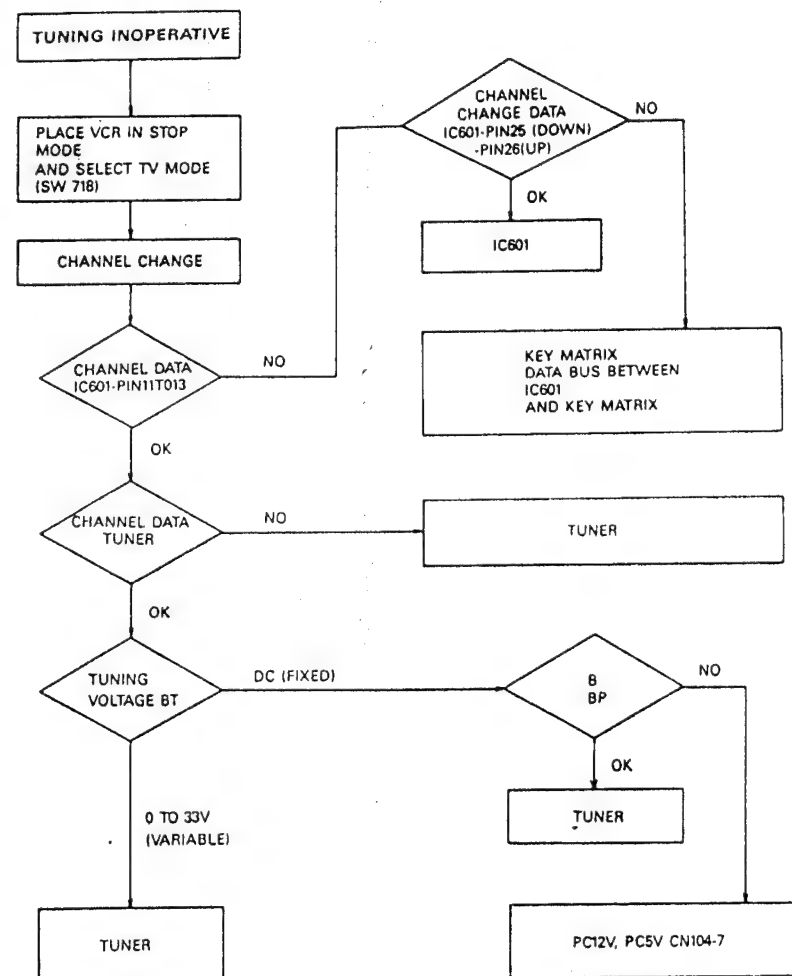 TUNING INOPERATIVE
PLACE VCR IN STOP
MODE
AND SELECT TV MODE
(SW 718)
CHANNEL CHANGE
CHANNEL DATA
IC601-PIN11TO13
NO
CHANNEL
CHANGE DATA
IC601-PIN25 (DOWN)
-PIN26(UP)
NO
OK
IC601
KEY MATRIX
DATA BUS BETWEEN
IC601
AND KEY MATRIX
OK
CHANNEL DATA
TUNER
NO
TUNER
OK
TUNING
VOLTAGE BT
DC (FIXED)
B
BP
NO
OK
TUNER
0 TO 33V
(VARIABLE)
TUNER
PC12V, PC5V CN104-7